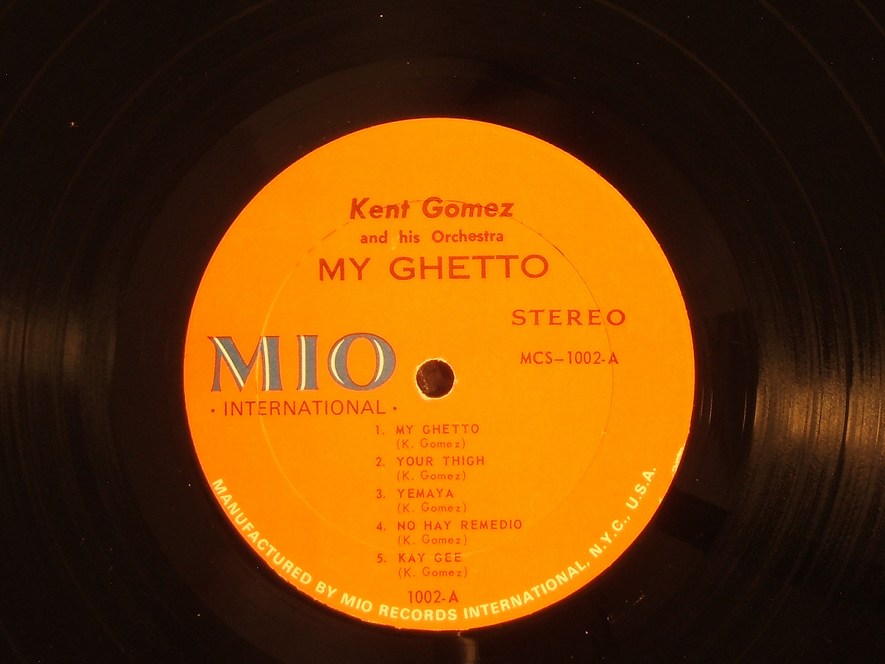 Kent Gomez
and his Orchestra
MY GHETTO
STEREO
MCS-1002-A
MIO
• INTERNATIONAL •
1. MY GHETTO
(K. Gomez)
2. YOUR THIGH
(K. Gomez)
3. YEMAYA
(K. Gomez)
4. NO HAY REMEDIO
(K. Gomez)
5. KAY GEE
(K. Gomez)
1002-A
MANUFACTURED BY MIO RECORDS INTERNATIONAL, N.Y.C., U.S.A.